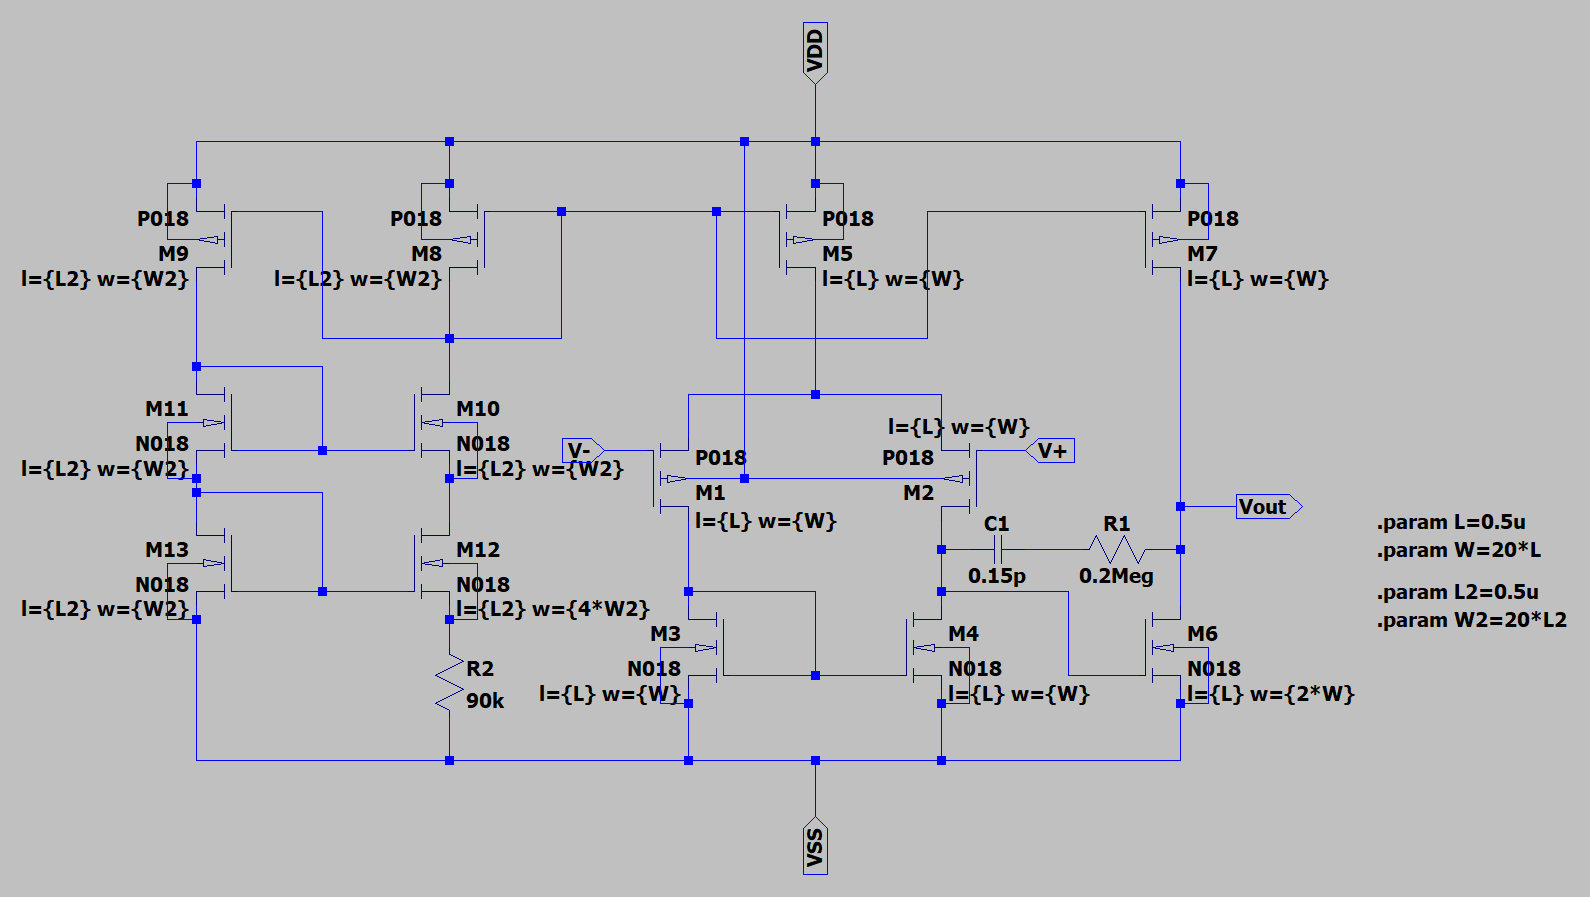 VDD
P018
M9
l={L2} w={W2}
P018
M8
l={L2} w={W2}
P018
M5
l={L} w={W}
P018
M7
l={L} w={W}
M11
N018
l={L2} w={W2}
M10
N018
l={L2} w={W2}
V-
P018
M1
l={L} w={W}
l={L} w={W}
P018
M2
V+
Vout
M13
N018
l={L2} w={W2}
M12
N018
l={L2} w={4*W2}
C1
0.15p
R1
0.2Meg
R2
90k
M3
N018
l={L} w={W}
M4
N018
l={L} w={W}
M6
N018
l={L} w={2*W}
.param L=0.5u
.param W=20*L
.param L2=0.5u
.param W2=20*L2
VSS